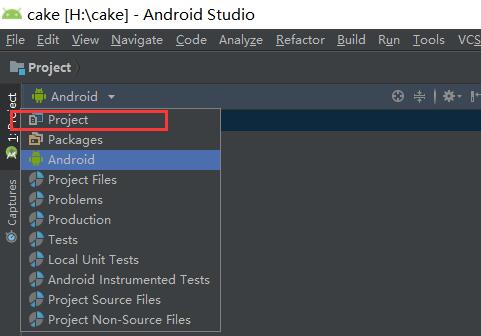 cake [H:\cake] - Android Studio
File Edit View Navigate Code Analyze Refactor Build Run Tools VCS
Project
1: Project
Android
Project
Packages
Android
Project Files
Problems
Production
Tests
Local Unit Tests
Android Instrumented Tests
Project Source Files
Project Non-Source Files
Captures